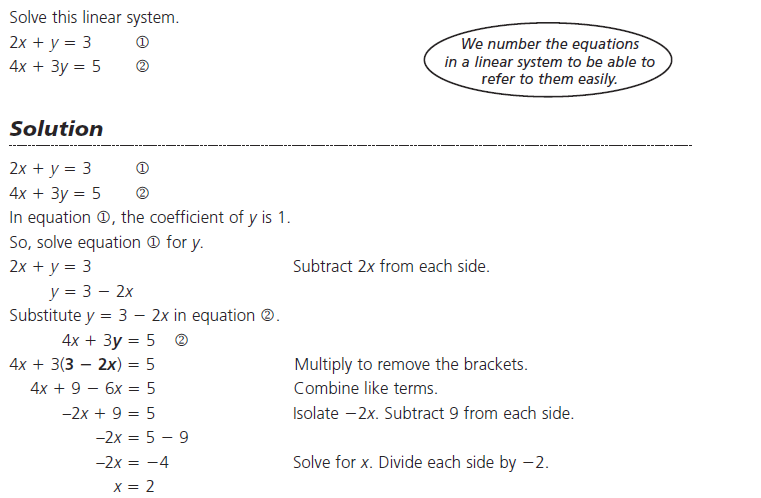 Solve this linear system.
2x + y = 3 ①
4x + 3y = 5 ②
We number the equations
in a linear system to be able to
refer to them easily.
Solution
2x + y = 3 ①
4x + 3y = 5 ②
In equation ①, the coefficient of y is 1.
So, solve equation ① for y.
2x + y = 3 Subtract 2x from each side.
y = 3 − 2x
Substitute y = 3 − 2x in equation ②.
4x + 3y = 5 ②
4x + 3(3 − 2x) = 5 Multiply to remove the brackets.
4x + 9 − 6x = 5 Combine like terms.
−2x + 9 = 5 Isolate −2x. Subtract 9 from each side.
−2x = 5 − 9
−2x = −4 Solve for x. Divide each side by −2.
x = 2